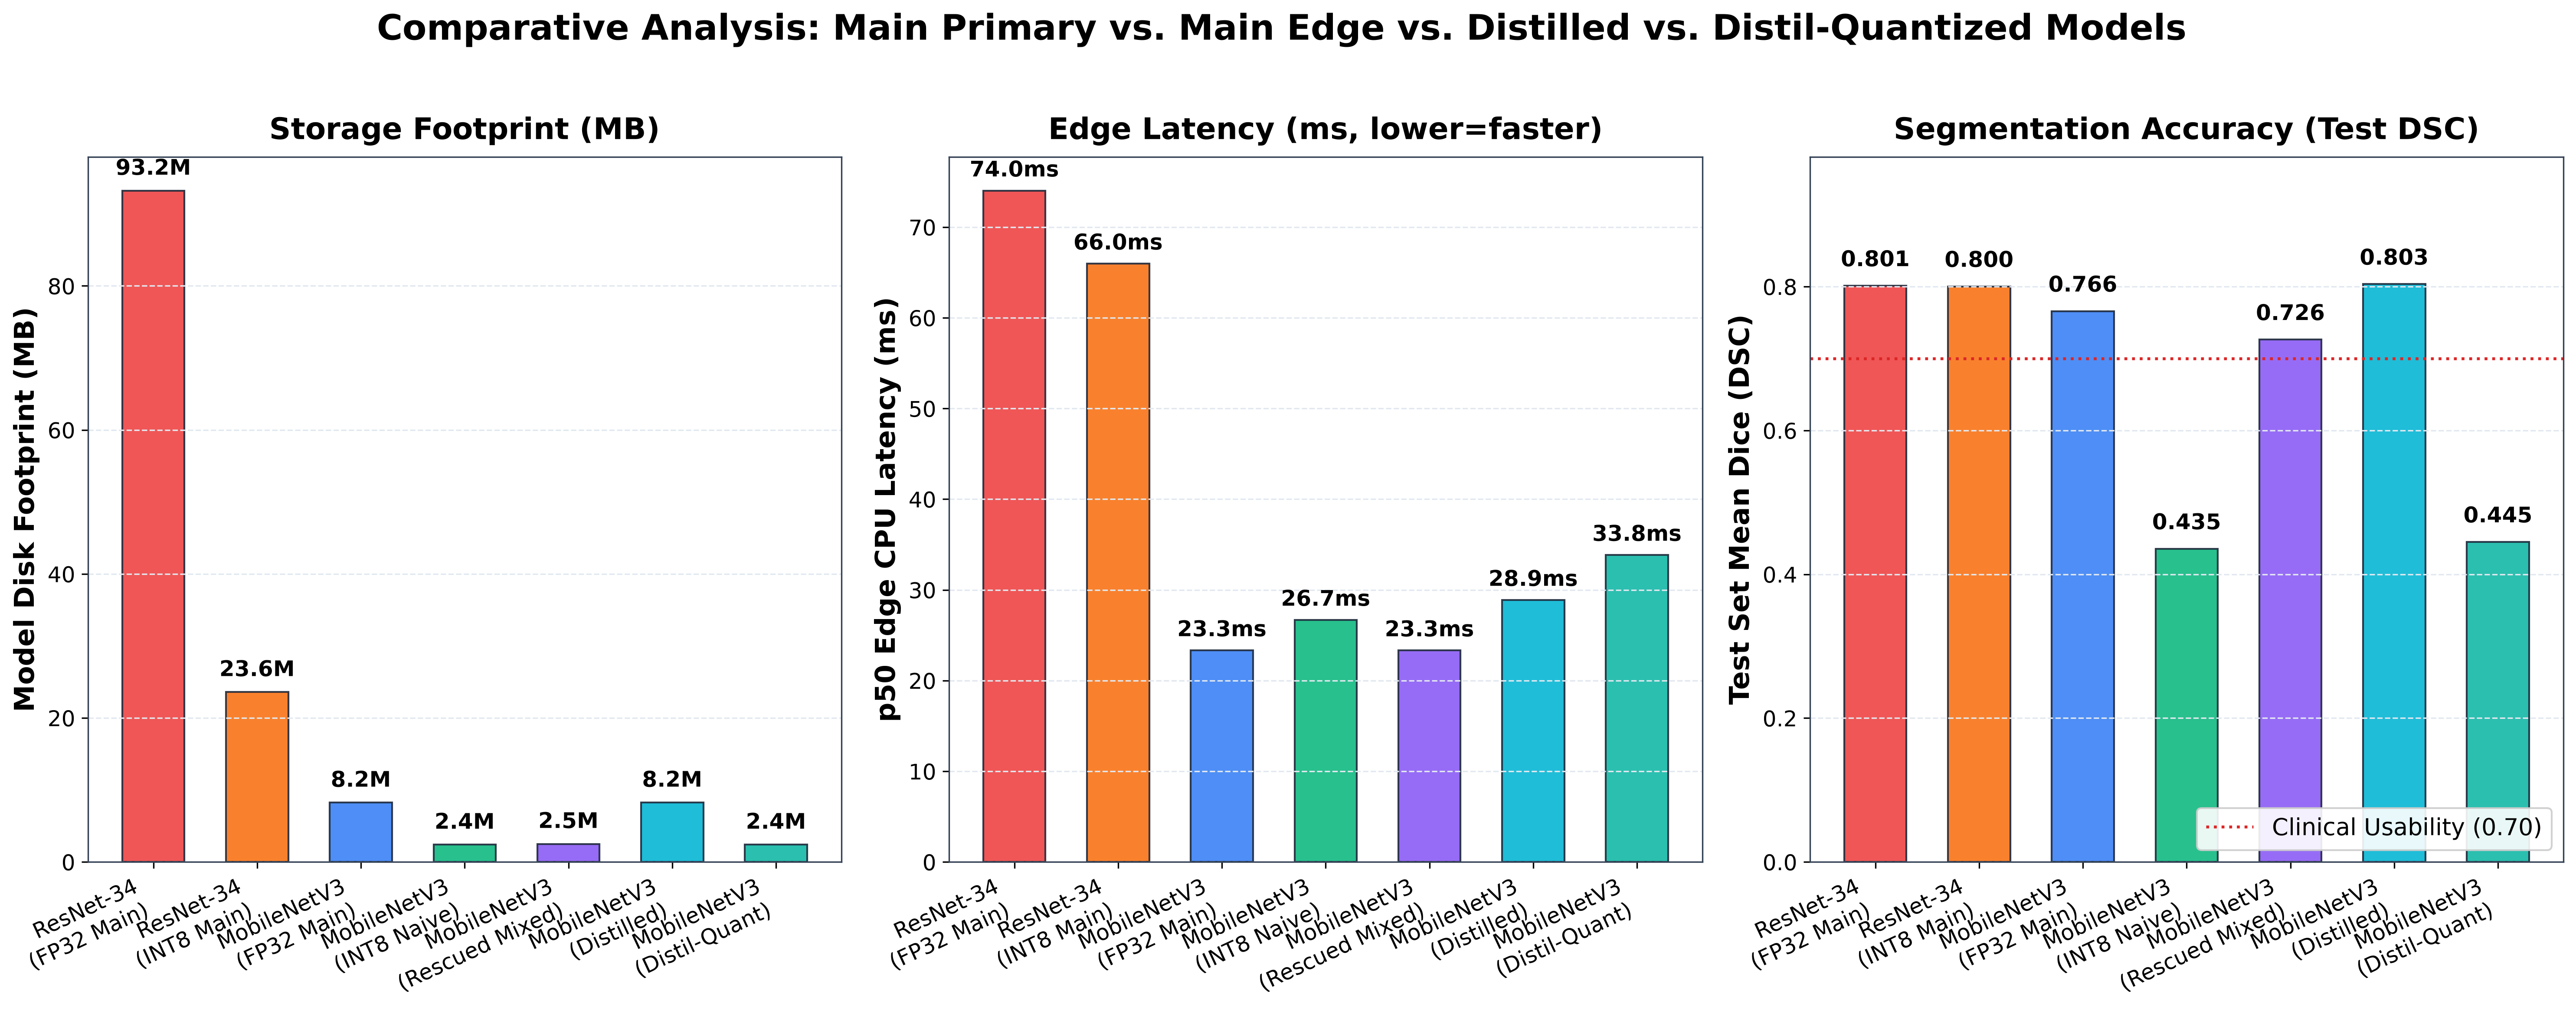 Comparative Analysis: Main Primary vs. Main Edge vs. Distilled vs. Distil-Quantized Models
Storage Footprint (MB)
Model Disk Footprint (MB)
80
60
40
20
0
93.2M
23.6M
8.2M
2.4M
2.5M
8.2M
2.4M
ResNet-34
(FP32 Main)
ResNet-34
(INT8 Main)
MobileNetV3
(FP32 Main)
MobileNetV3
(INT8 Naive)
MobileNetV3
(Rescued Mixed)
MobileNetV3
(Distilled)
MobileNetV3
(Distil-Quant)
Edge Latency (ms, lower=faster)
p50 Edge CPU Latency (ms)
70
60
50
40
30
20
10
0
74.0ms
66.0ms
23.3ms
26.7ms
23.3ms
28.9ms
33.8ms
ResNet-34
(FP32 Main)
ResNet-34
(INT8 Main)
MobileNetV3
(FP32 Main)
MobileNetV3
(INT8 Naive)
MobileNetV3
(Rescued Mixed)
MobileNetV3
(Distilled)
MobileNetV3
(Distil-Quant)
Segmentation Accuracy (Test DSC)
Test Set Mean Dice (DSC)
0.8
0.6
0.4
0.2
0.0
0.801
0.800
0.766
0.435
0.726
0.803
0.445
Clinical Usability (0.70)
ResNet-34
(FP32 Main)
ResNet-34
(INT8 Main)
MobileNetV3
(FP32 Main)
MobileNetV3
(INT8 Naive)
MobileNetV3
(Rescued Mixed)
MobileNetV3
(Distilled)
MobileNetV3
(Distil-Quant)